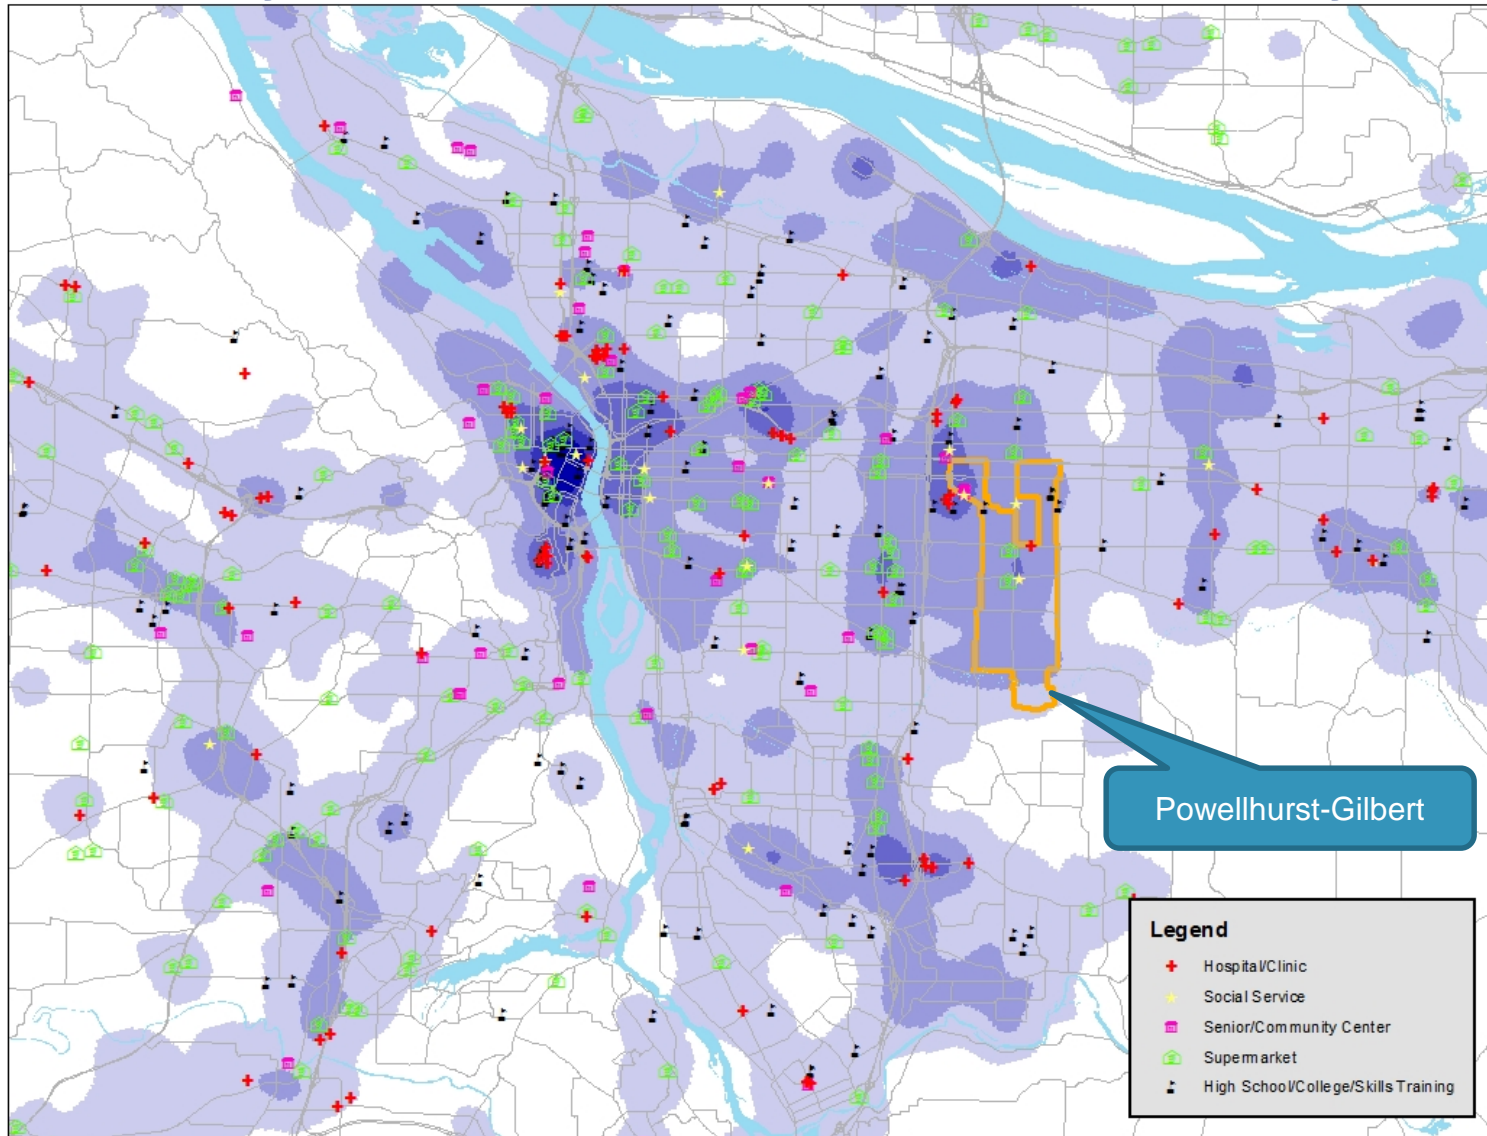 Powellhurst-Gilbert
Legend
Hospital/Clinic
Social Service
Senior/Community Center
Supermarket
High School/College/Skills Training